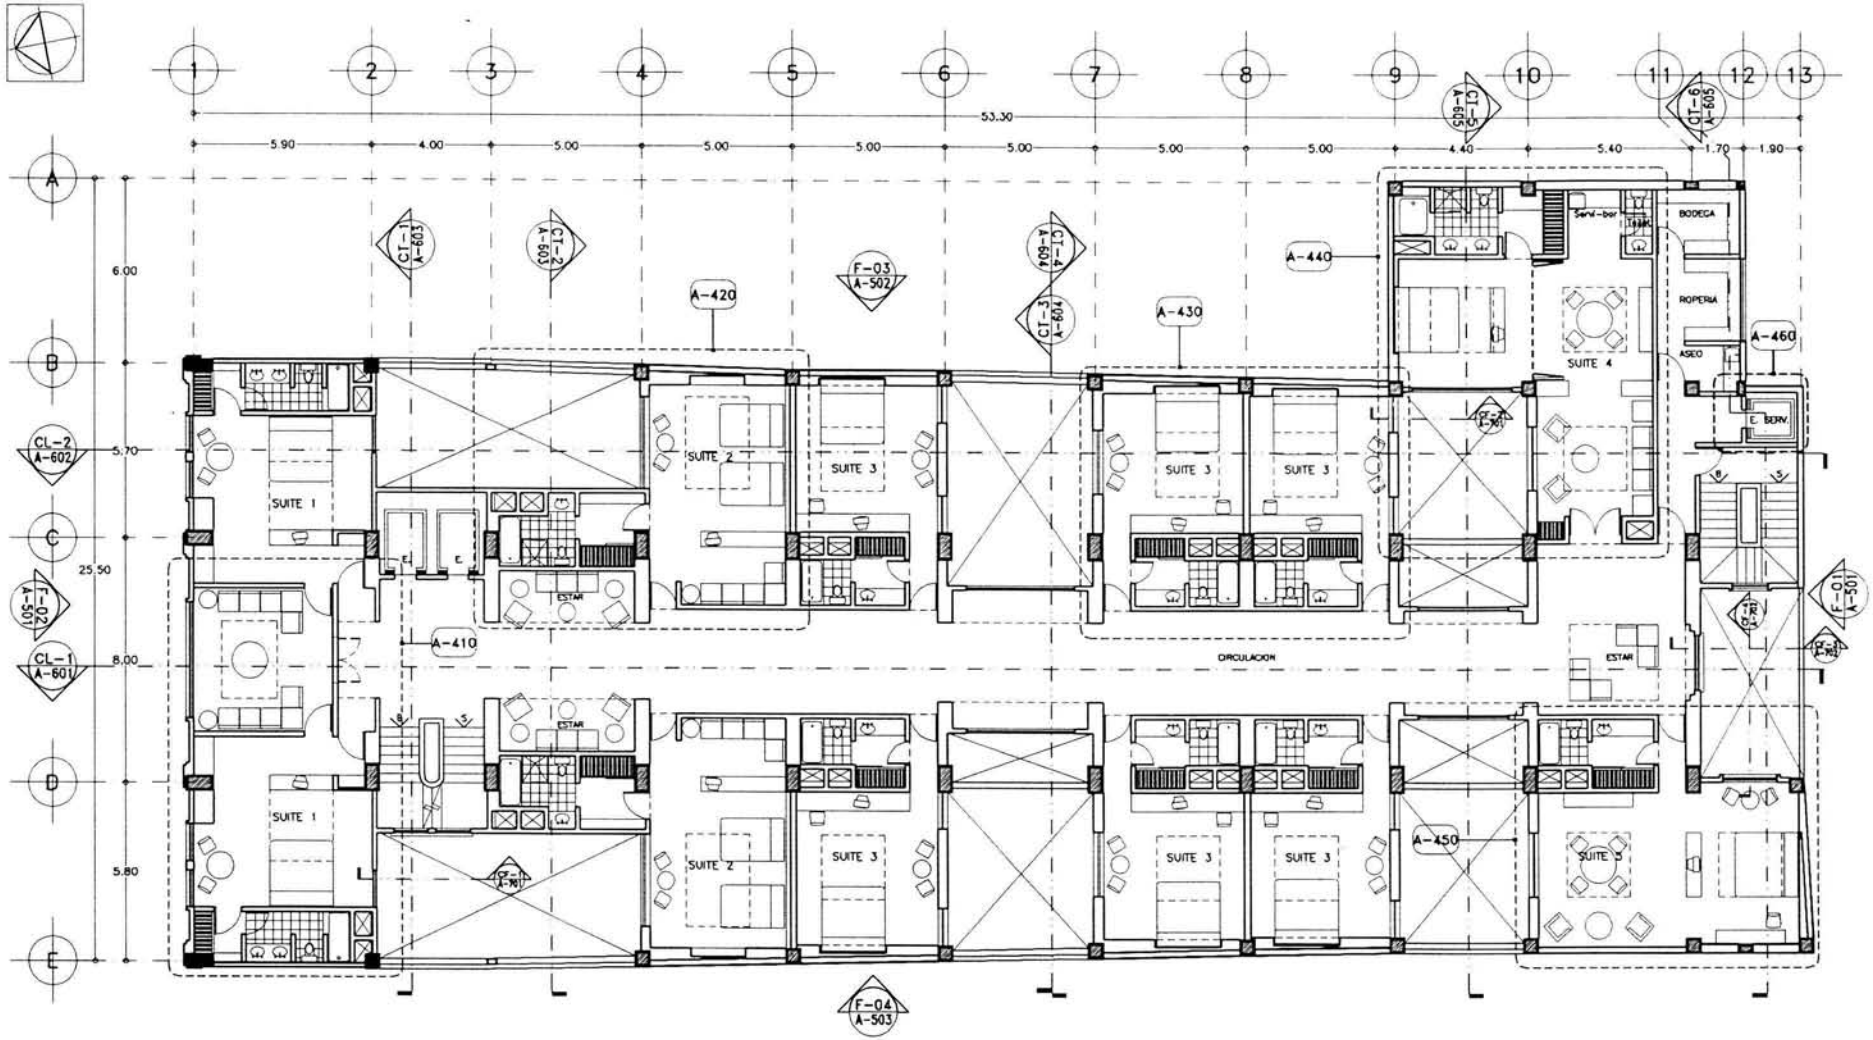 1 2 3 4 5 6 7 8 9 10 11 12 13
53.30
5.90 4.00 5.00 5.00 5.00 5.00 5.00 5.00 4.40 5.40 1.70 1.90
CT-5
A-605
CT-6
A-605
A
B
C
D
E
6.00
5.70
25.50
8.00
5.80
CT-1
A-603
CT-2
A-603
F-03
A-502
CT-4
A-604
CT-3
A-604
A-420
A-430
A-440
A-460
Servi-bar
BODEGA
ROPERIA
ASEO
SUITE 4
E. SERV.
CL-2
A-602
SUITE 1
SUITE 2
SUITE 3
SUITE 3
SUITE 3
E.
E.
ESTAR
B
S
F-02
A-501
F-01
A-501
CL-1
A-601
A-410
CIRCULACION
ESTAR
ESTAR
B
S
SUITE 1
SUITE 2
SUITE 3
SUITE 3
SUITE 3
A-450
SUITE 5
F-04
A-503